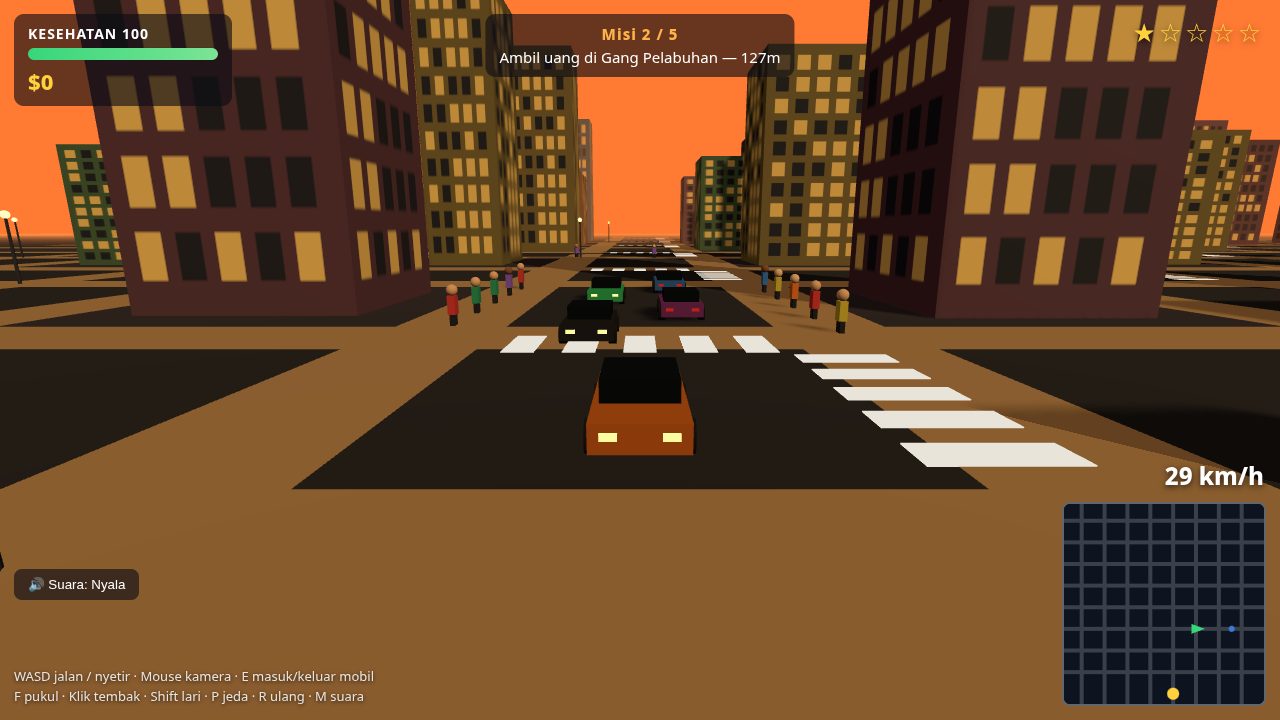 KESEHATAN 100
$0
Misi 2 / 5
Ambil uang di Gang Pelabuhan — 127m
★☆☆☆☆
29 km/h
🔊 Suara: Nyala
WASD jalan / nyetir · Mouse kamera · E masuk/keluar mobil
F pukul · Klik tembak · Shift lari · P jeda · R ulang · M suara